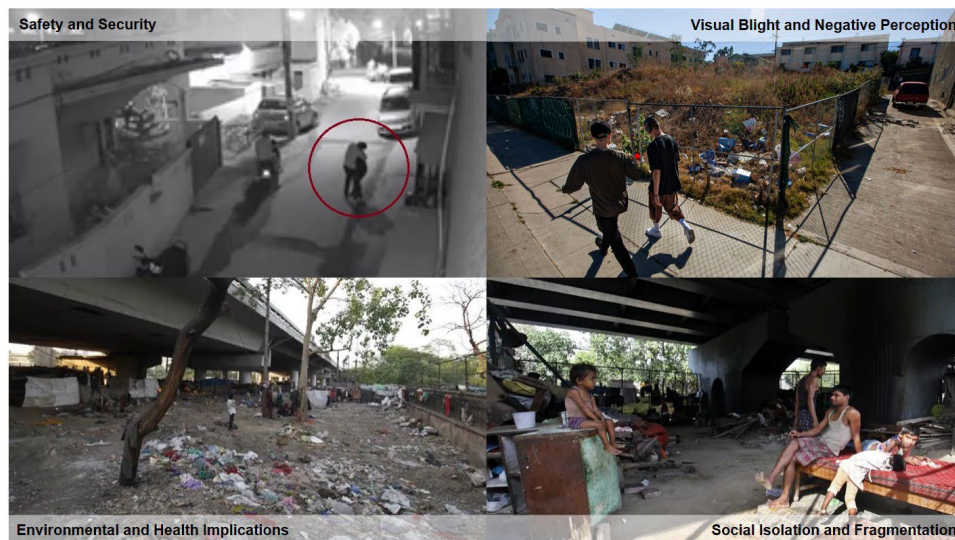 Safety and Security
Visual Blight and Negative Perception
Environmental and Health Implications
Social Isolation and Fragmentation